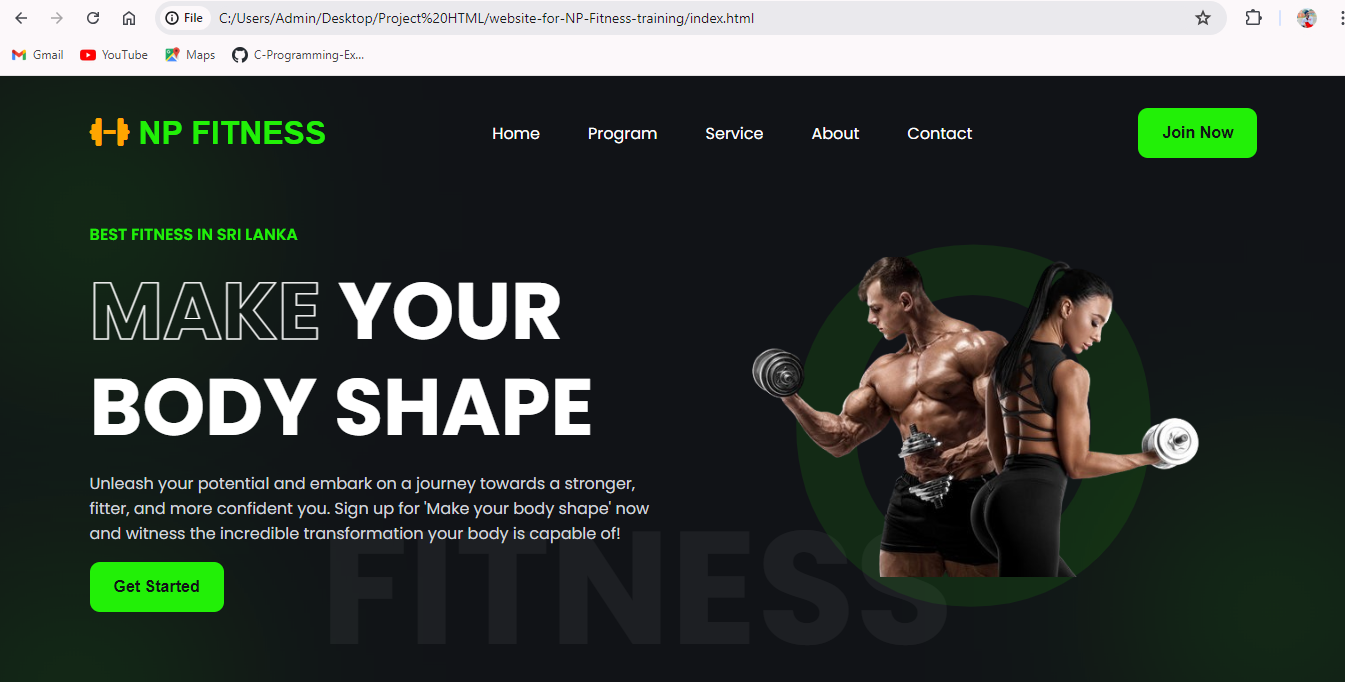 File C:/Users/Admin/Desktop/Project%20HTML/website-for-NP-Fitness-training/index.html
Gmail YouTube Maps C-Programming-Ex...
NP FITNESS Home Program Service About Contact Join Now
BEST FITNESS IN SRI LANKA
MAKE YOUR
BODY SHAPE
Unleash your potential and embark on a journey towards a stronger,
fitter, and more confident you. Sign up for 'Make your body shape' now
and witness the incredible transformation your body is capable of!
Get Started
FITNESS